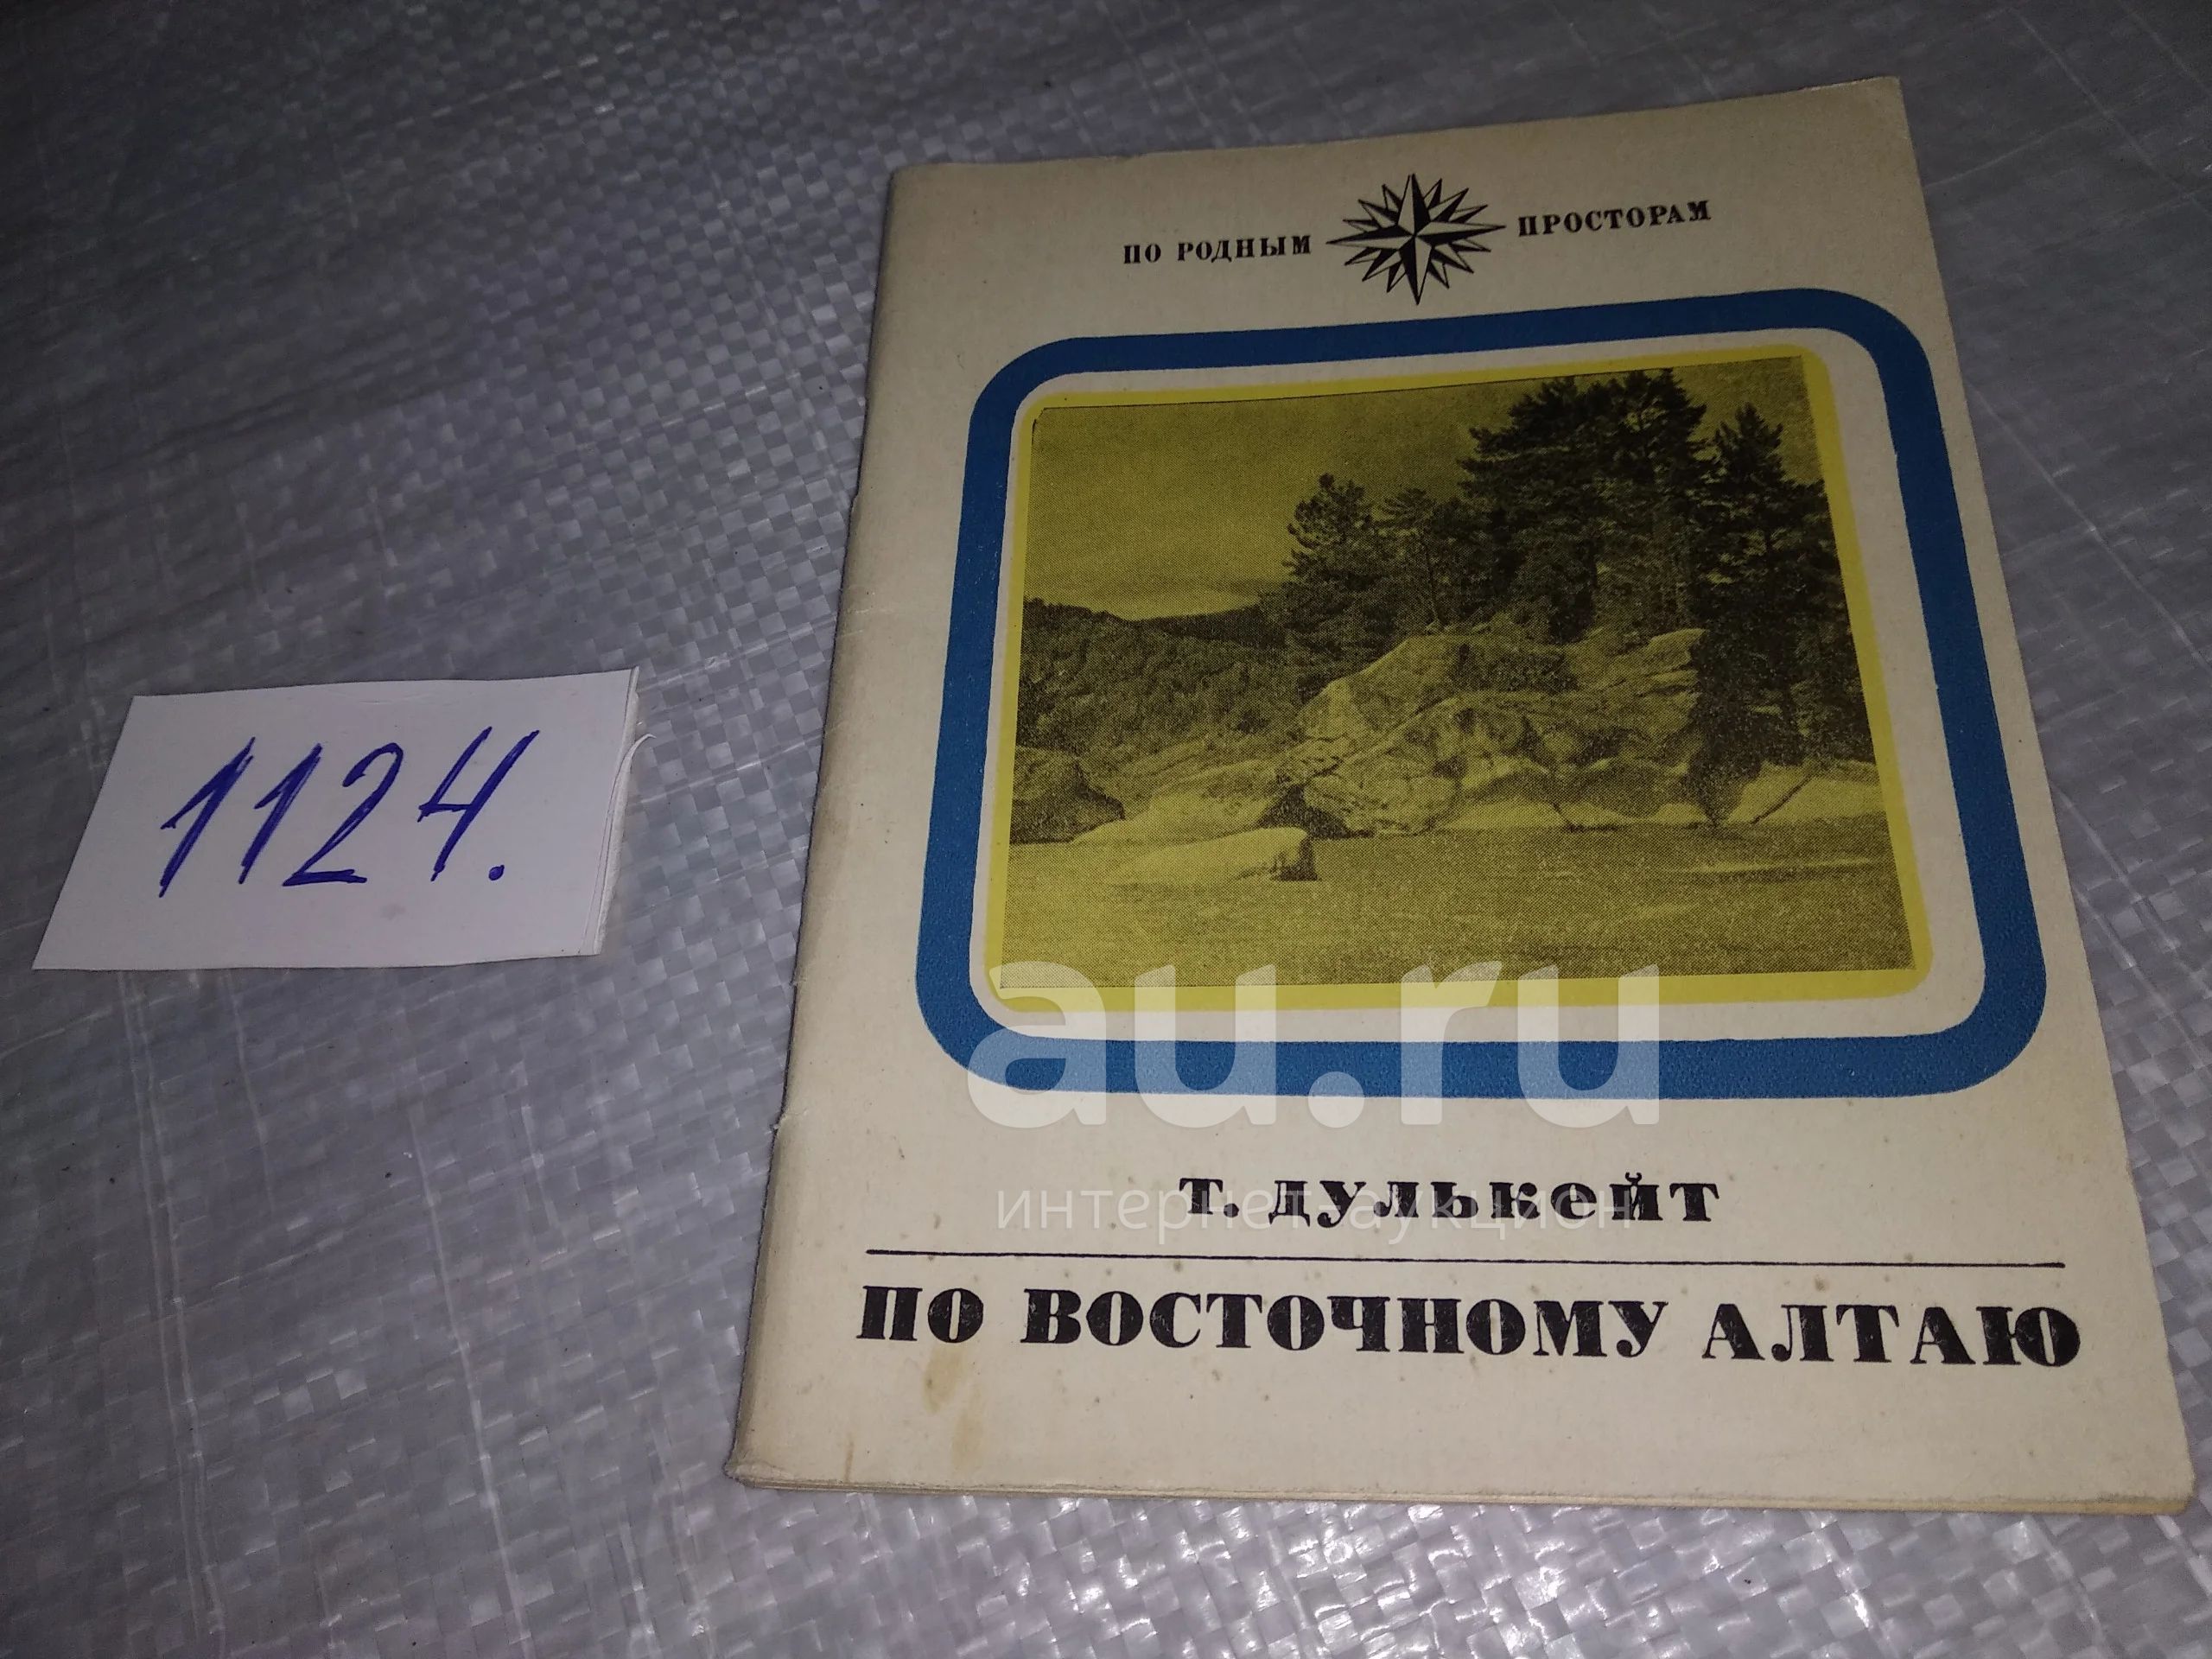 ПО РОДНЫМ ПРОСТОРАМ
1124.
au.ru
интернет-аукцион
Т. ДУЛЬКЕЙТ
ПО ВОСТОЧНОМУ АЛТАЮ